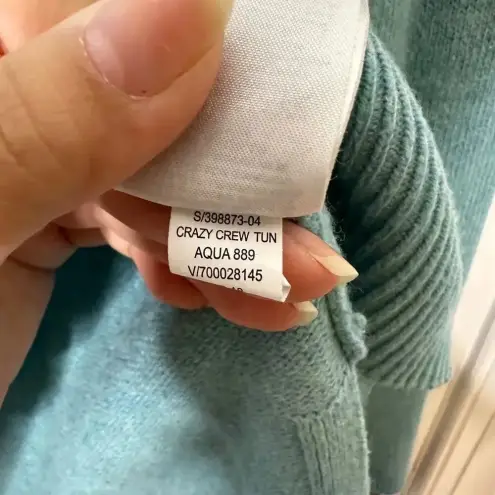 S/398873-04
CRAZY CREW TUN
AQUA 889
V/700028145